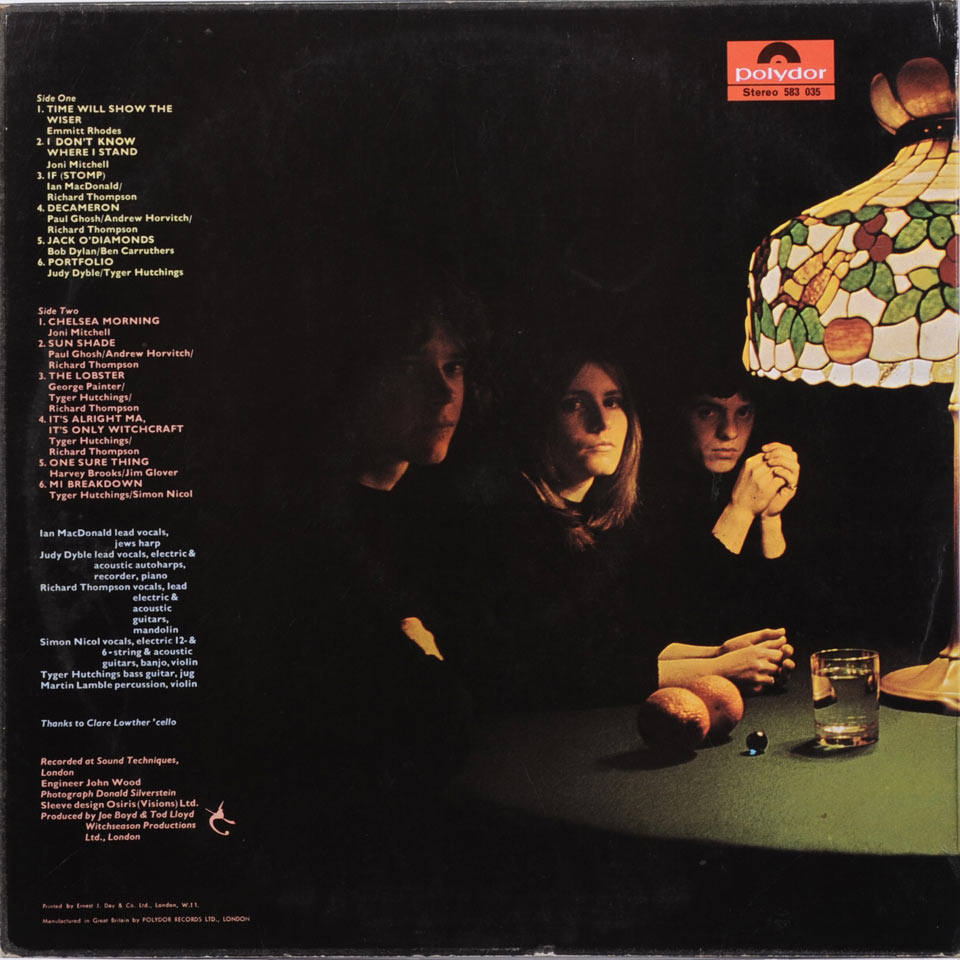 polydor
Stereo 583 035
Side One
1. TIME WILL SHOW THE
WISER
Emmitt Rhodes
2. I DON'T KNOW
WHERE I STAND
Joni Mitchell
3. IF (STOMP)
Ian MacDonald/
Richard Thompson
4. DECAMERON
Paul Ghosh/Andrew Horvitch/
Richard Thompson
5. JACK O'DIAMONDS
Bob Dylan/Ben Carruthers
6. PORTFOLIO
Judy Dyble/Tyger Hutchings
Side Two
1. CHELSEA MORNING
Joni Mitchell
2. SUN SHADE
Paul Ghosh/Andrew Horvitch/
Richard Thompson
3. THE LOBSTER
George Painter/
Tyger Hutchings/
Richard Thompson
4. IT'S ALRIGHT MA,
IT'S ONLY WITCHCRAFT
Tyger Hutchings/
Richard Thompson
5. ONE SURE THING
Harvey Brooks/Jim Glover
6. M1 BREAKDOWN
Tyger Hutchings/Simon Nicol
Ian MacDonald lead vocals,
jews harp
Judy Dyble lead vocals, electric &
acoustic autoharps,
recorder, piano
Richard Thompson vocals, lead
electric &
acoustic
guitars,
mandolin
Simon Nicol vocals, electric 12- &
6-string & acoustic
guitars, banjo, violin
Tyger Hutchings bass guitar, jug
Martin Lamble percussion, violin
Thanks to Clare Lowther 'cello
Recorded at Sound Techniques,
London
Engineer John Wood
Photograph Donald Silverstein
Sleeve design Osiris (Visions) Ltd.
Produced by Joe Boyd & Tod Lloyd
Witchseason Productions
Ltd., London
Printed by Ernest J. Day & Co. Ltd., London, W.11.
Manufactured in Great Britain by POLYDOR RECORDS LTD., LONDON